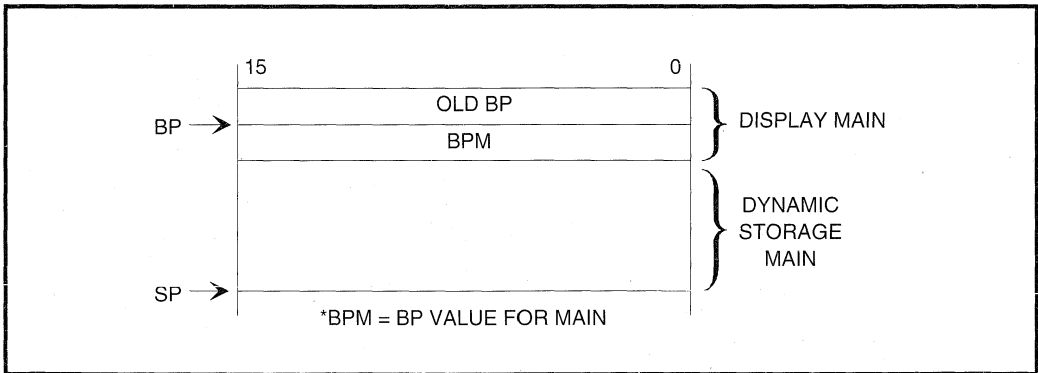 15 0
OLD BP
BP
DISPLAY MAIN
BPM
DYNAMIC
STORAGE
MAIN
SP
*BPM = BP VALUE FOR MAIN